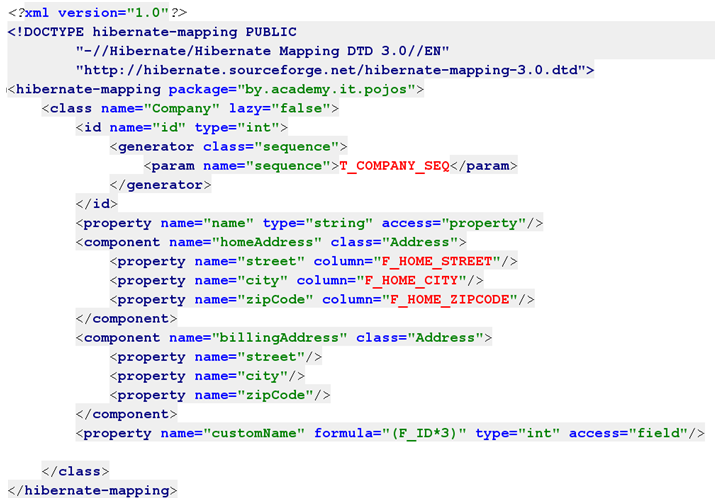 <?xml version="1.0"?>
<!DOCTYPE hibernate-mapping PUBLIC
        "-//Hibernate/Hibernate Mapping DTD 3.0//EN"
        "http://hibernate.sourceforge.net/hibernate-mapping-3.0.dtd">
<hibernate-mapping package="by.academy.it.pojos">
    <class name="Company" lazy="false">
        <id name="id" type="int">
            <generator class="sequence">
                <param name="sequence">T_COMPANY_SEQ</param>
            </generator>
        </id>
        <property name="name" type="string" access="property"/>
        <component name="homeAddress" class="Address">
            <property name="street" column="F_HOME_STREET"/>
            <property name="city" column="F_HOME_CITY"/>
            <property name="zipCode" column="F_HOME_ZIPCODE"/>
        </component>
        <component name="billingAddress" class="Address">
            <property name="street"/>
            <property name="city"/>
            <property name="zipCode"/>
        </component>
        <property name="customName" formula="(F_ID*3)" type="int" access="field"/>
    </class>
</hibernate-mapping>